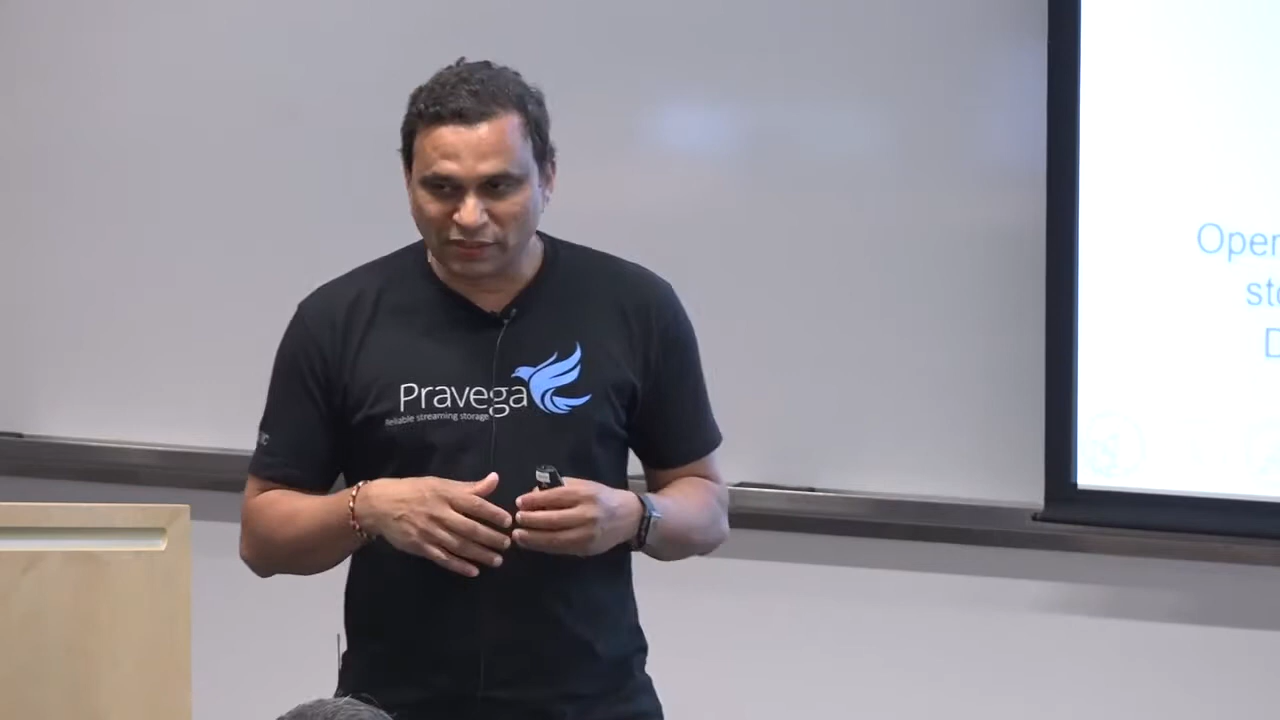 Pravega
Reliable streaming storage
Oper
st
D